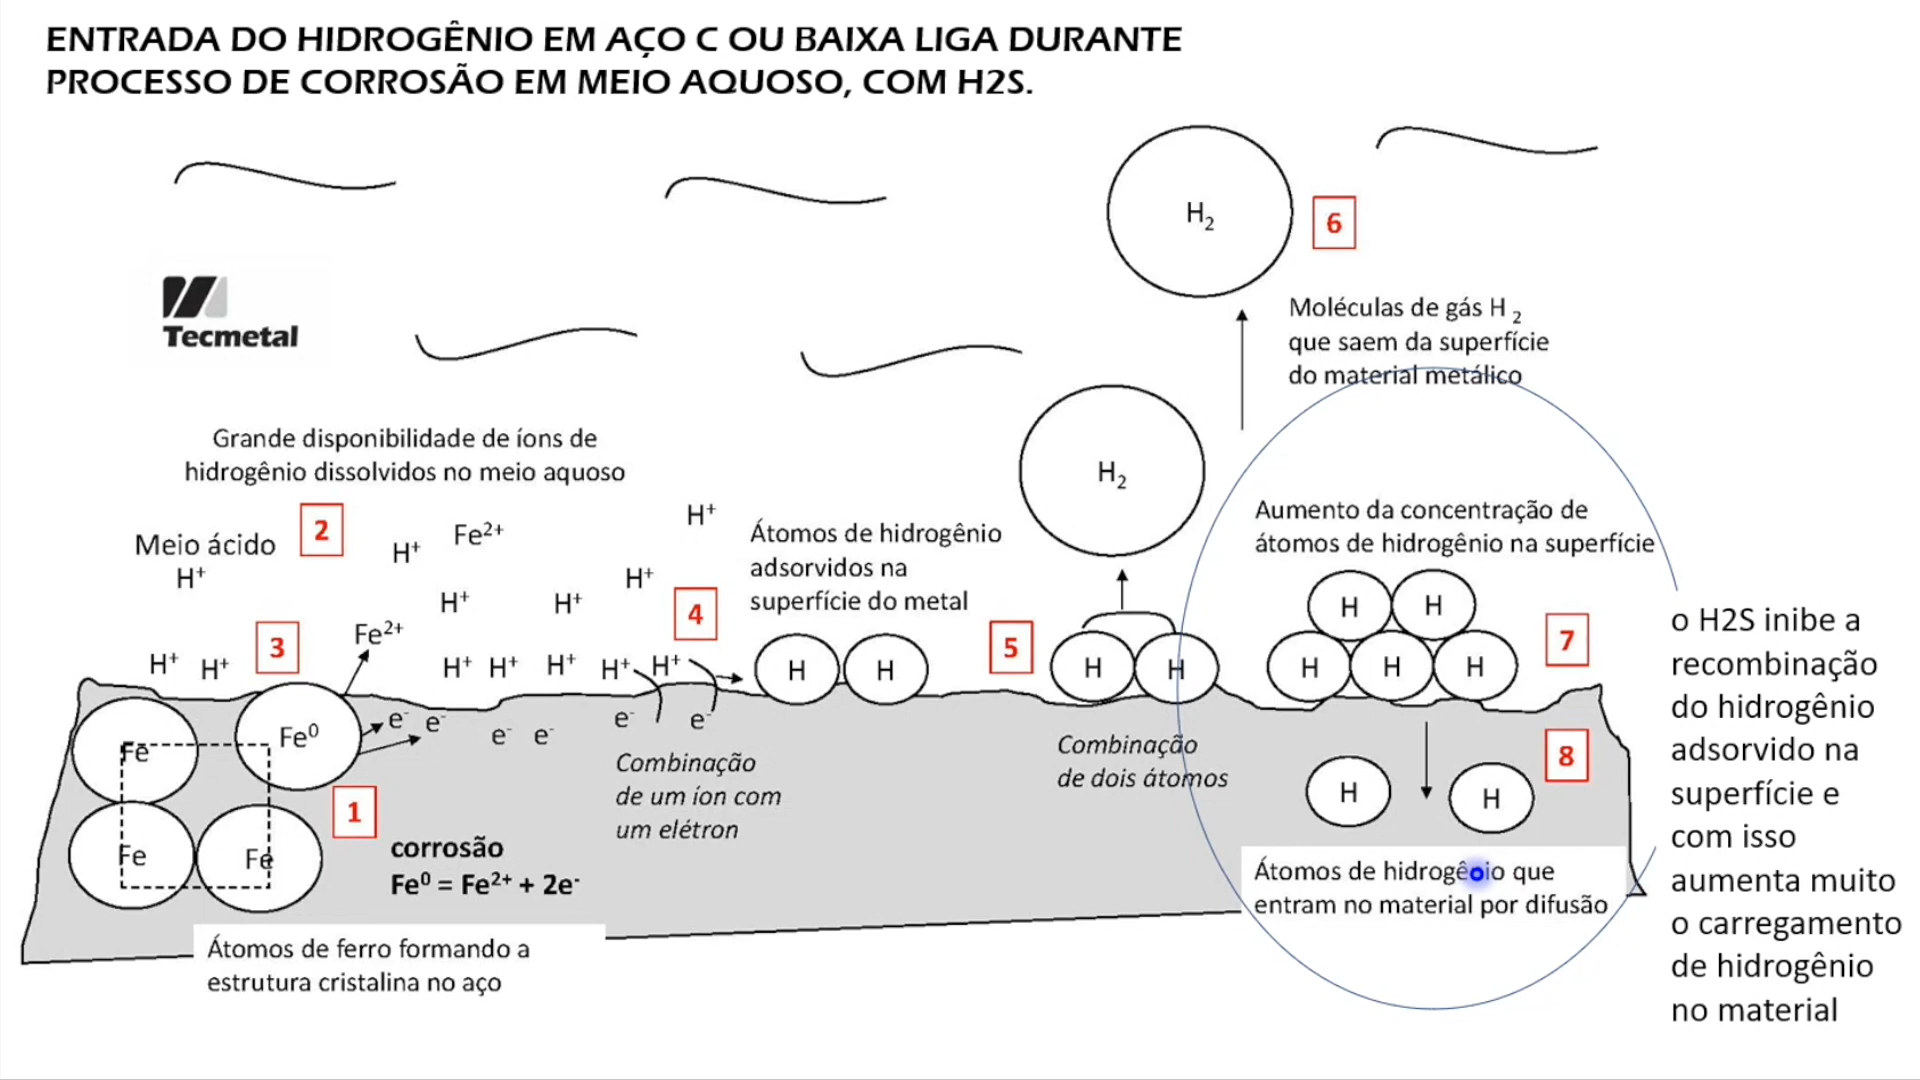 ENTRADA DO HIDROGÊNIO EM AÇO C OU BAIXA LIGA DURANTE
PROCESSO DE CORROSÃO EM MEIO AQUOSO, COM H2S.
H₂
6
Tecmetal
Moléculas de gás H ₂
que saem da superfície
do material metálico
Grande disponibilidade de íons de
hidrogênio dissolvidos no meio aquoso
H₂
2
Meio ácido
H⁺
H⁺
Fe²⁺
H⁺
H⁺
H⁺
H⁺
4
Átomos de hidrogênio
adsorvidos na
superfície do metal
Aumento da concentração de
átomos de hidrogênio na superfície
3
Fe²⁺
H⁺ H⁺
H⁺ H⁺ H⁺ H⁺ H⁺
H H
5
H H
H H
H H H
7
Fe
Fe⁰
e⁻ e⁻
e⁻ e⁻
e⁻ e⁻
Fe
Fe
1
corrosão
Fe⁰ = Fe²⁺ + 2e⁻
Combinação
de um íon com
um elétron
Combinação
de dois átomos
H H
8
Átomos de hidrogênio que
entram no material por difusão
Átomos de ferro formando a
estrutura cristalina no aço
o H2S inibe a
recombinação
do hidrogênio
adsorvido na
superfície e
com isso
aumenta muito
o carregamento
de hidrogênio
no material